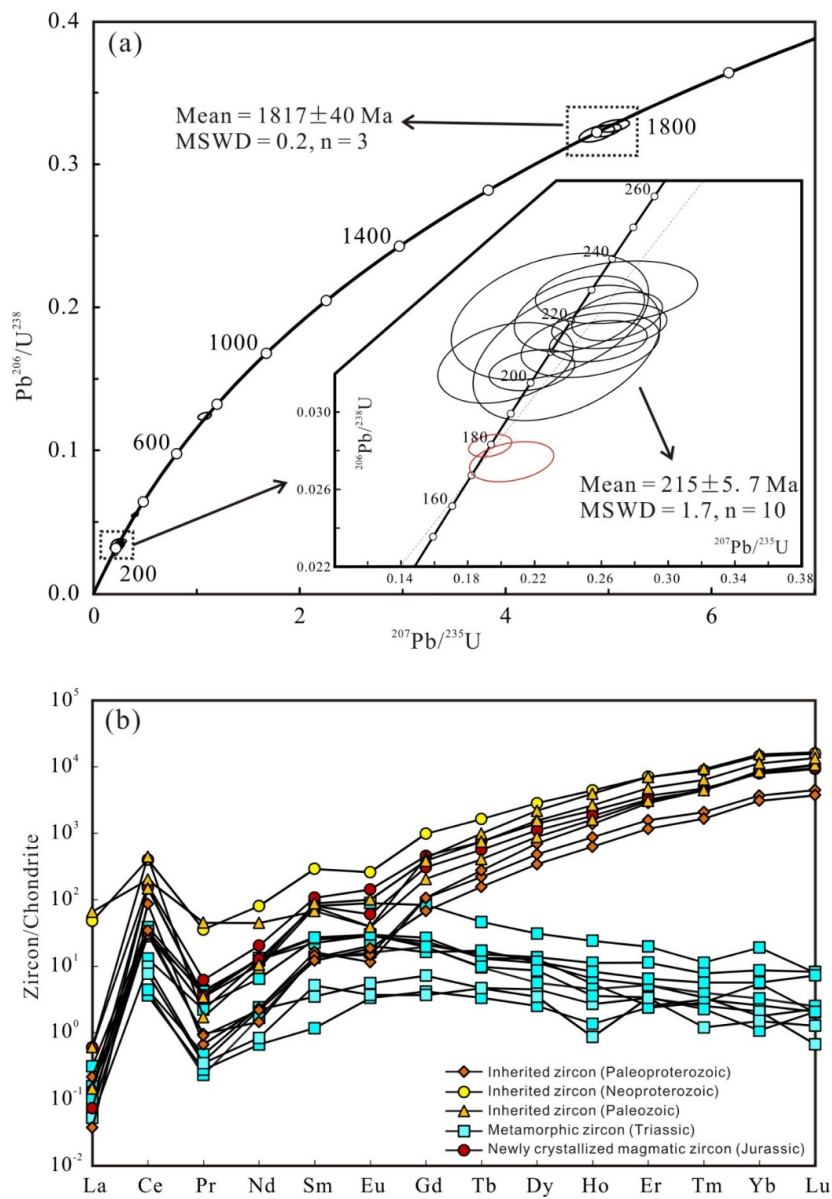 (a)
0.4
Mean = 1817±40 Ma
MSWD = 0.2, n = 3
1800
0.3
260
1400
240
Pb206/U238
0.2
220
1000
200
0.030
206Pb/238U
600
180
0.1
Mean = 215±5. 7 Ma
MSWD = 1.7, n = 10
0.026
160
207Pb/235U
200
0.022
0.14 0.18 0.22 0.26 0.30 0.34 0.38
0.0
0 2 4 6
207Pb/235U
(b)
10^5
10^4
10^3
10^2
Zircon/Chondrite
10^1
10^0
10^-1
10^-2
Inherited zircon (Paleoproterozoic)
Inherited zircon (Neoproterozoic)
Inherited zircon (Paleozoic)
Metamorphic zircon (Triassic)
Newly crystallized magmatic zircon (Jurassic)
La Ce Pr Nd Sm Eu Gd Tb Dy Ho Er Tm Yb Lu